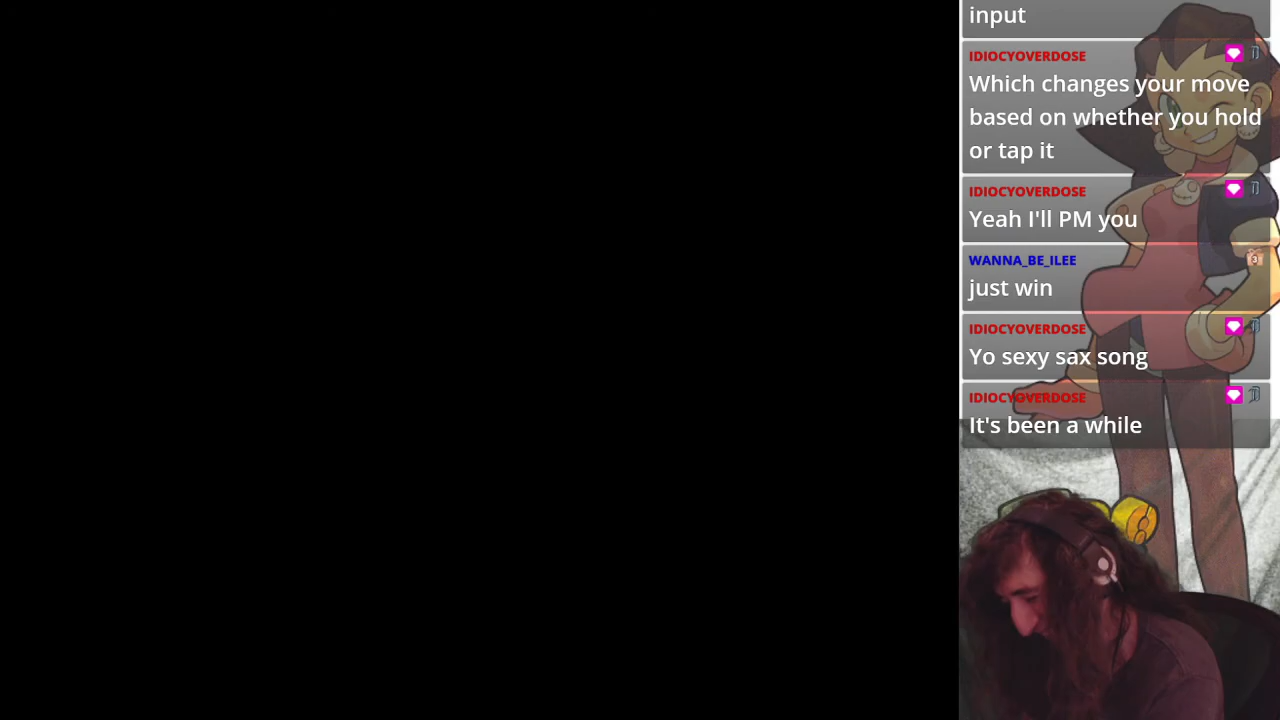 input
IDIOCYOVERDOSE
Which changes your move
based on whether you hold
or tap it
IDIOCYOVERDOSE
Yeah I'll PM you
WANNA_BE_ILEE
3
just win
IDIOCYOVERDOSE
Yo sexy sax song
IDIOCYOVERDOSE
It's been a while